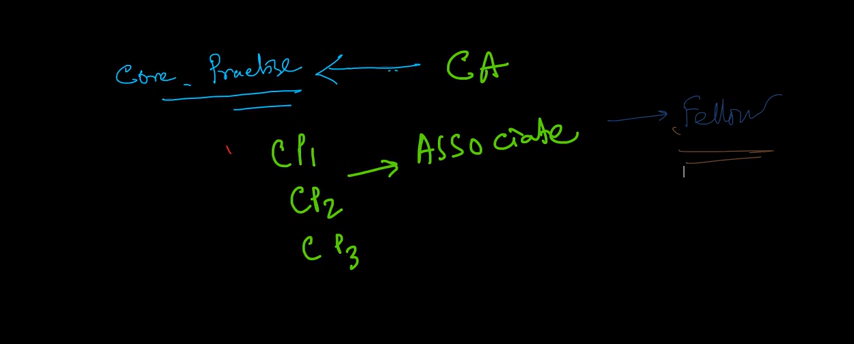 Core Practise ← CA
CP1
CP2 → Associate → Fellow
CP3